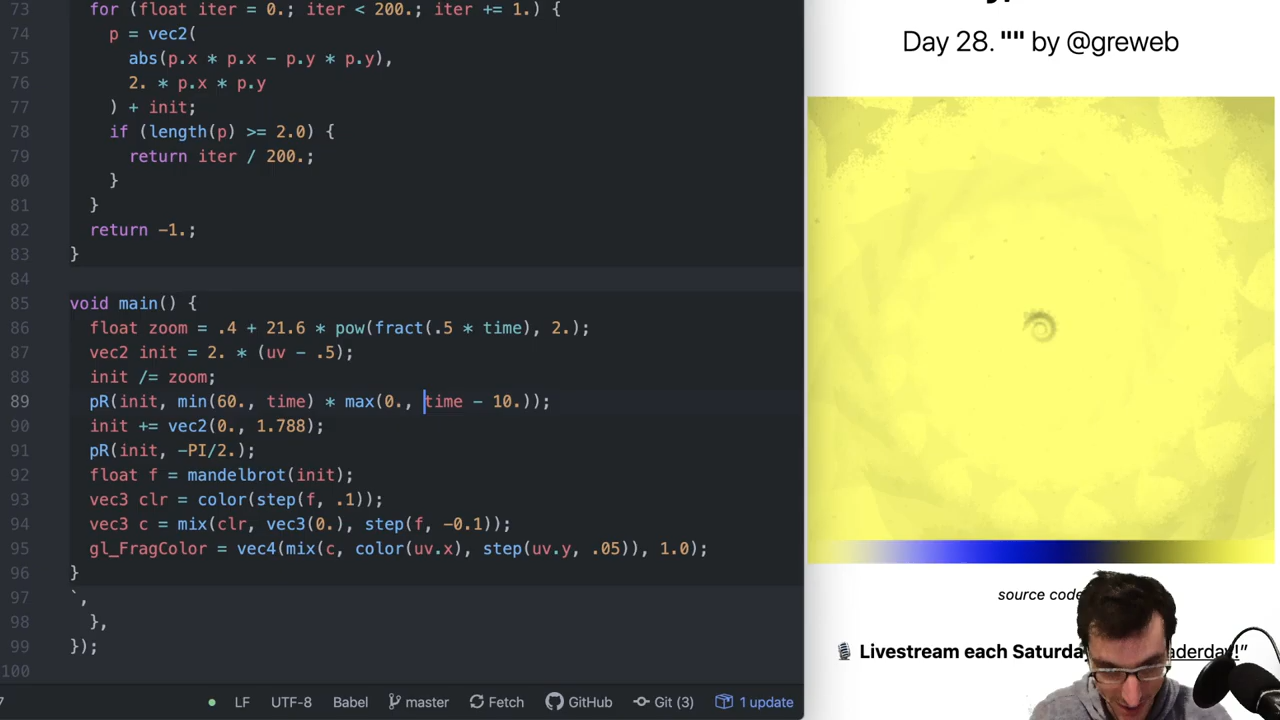 73 for (float iter = 0.; iter < 200.; iter += 1.) {
74 p = vec2(
75 abs(p.x * p.x - p.y * p.y),
76 2. * p.x * p.y
77 ) + init;
78 if (length(p) >= 2.0) {
79 return iter / 200.;
80 }
81 }
82 return -1.;
83 }
84
85 void main() {
86 float zoom = .4 + 21.6 * pow(fract(.5 * time), 2.);
87 vec2 init = 2. * (uv - .5);
88 init /= zoom;
89 pR(init, min(60., time) * max(0., time - 10.));
90 init += vec2(0., 1.788);
91 pR(init, -PI/2.);
92 float f = mandelbrot(init);
93 vec3 clr = color(step(f, .1));
94 vec3 c = mix(clr, vec3(0.), step(f, -0.1));
95 gl_FragColor = vec4(mix(c, color(uv.x), step(uv.y, .05)), 1.0);
96 }
97 `,
98 },
99 });
100
LF UTF-8 Babel master Fetch GitHub Git (3) 1 update
Day 28. "" by @greweb
source code
Livestream each Saturda aderday!”